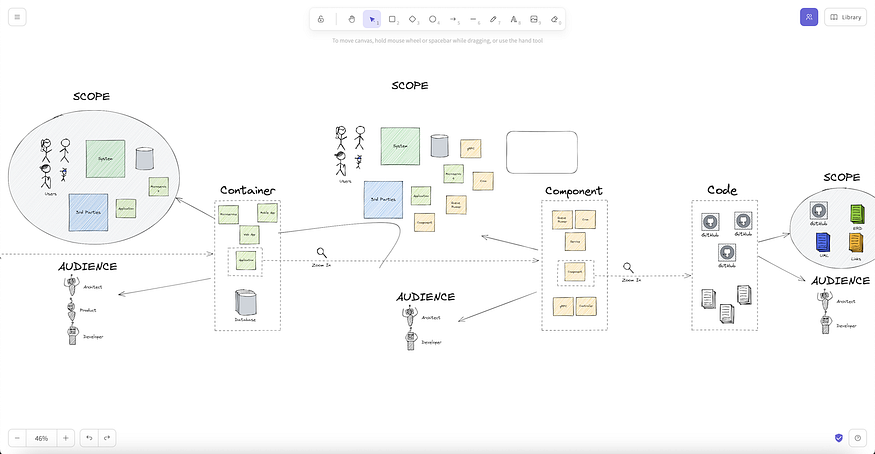 Library
To move canvas, hold mouse wheel or spacebar while dragging, or use the hand tool
SCOPE
System
Users
3rd Parties
Application
AUDIENCE
Architect
Product
Developer
Container
Mobile App
Web App
Application
Database
Zoom In
SCOPE
System
Users
3rd Parties
Application
Component
AUDIENCE
Architect
Developer
Component
Service
Component
Controller
Zoom In
Code
GitHub
GitHub
GitHub
SCOPE
GitHub
ERD
UML
Links
AUDIENCE
Architect
Developer
46%